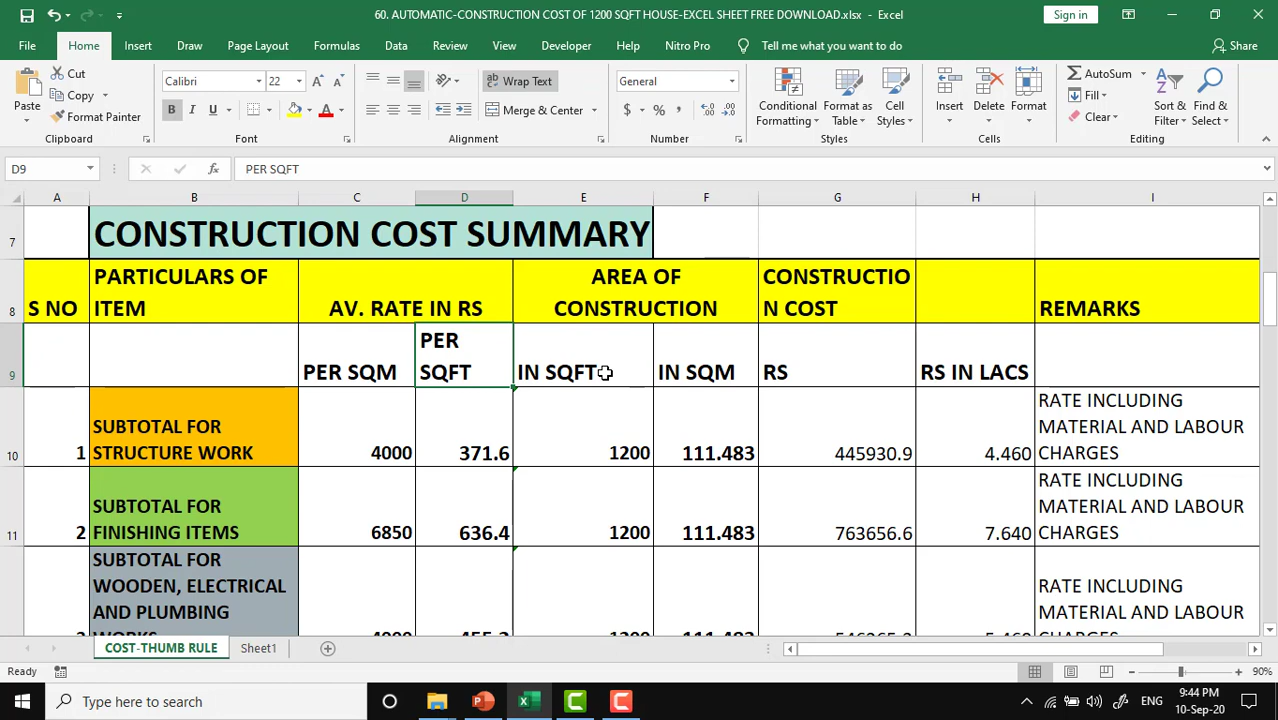 60. AUTOMATIC-CONSTRUCTION COST OF 1200 SQFT HOUSE-EXCEL SHEET FREE DOWNLOAD.xlsx - Excel
Sign in
File Home Insert Draw Page Layout Formulas Data Review View Developer Help Nitro Pro Tell me what you want to do Share
Paste
Cut
Copy
Format Painter
Clipboard
Calibri 22
B I U
Font
Wrap Text
Merge & Center
Alignment
General
$ %
Number
Conditional Formatting
Format as Table
Cell Styles
Styles
Insert Delete Format
Cells
AutoSum
Fill
Clear
Sort & Filter
Find & Select
Editing
D9 fx PER SQFT
A B C D E F G H I
7 CONSTRUCTION COST SUMMARY
PARTICULARS OF AREA OF CONSTRUCTIO
8 S NO ITEM AV. RATE IN RS CONSTRUCTION N COST REMARKS
PER
9 PER SQM SQFT IN SQFT IN SQM RS RS IN LACS
RATE INCLUDING
SUBTOTAL FOR MATERIAL AND LABOUR
10 1 STRUCTURE WORK 4000 371.6 1200 111.483 445930.9 4.460 CHARGES
RATE INCLUDING
SUBTOTAL FOR MATERIAL AND LABOUR
11 2 FINISHING ITEMS 6850 636.4 1200 111.483 763656.6 7.640 CHARGES
SUBTOTAL FOR
WOODEN, ELECTRICAL RATE INCLUDING
AND PLUMBING MATERIAL AND LABOUR
COST-THUMB RULE Sheet1
Ready 90%
Type here to search
ENG
9:44 PM
10-Sep-20